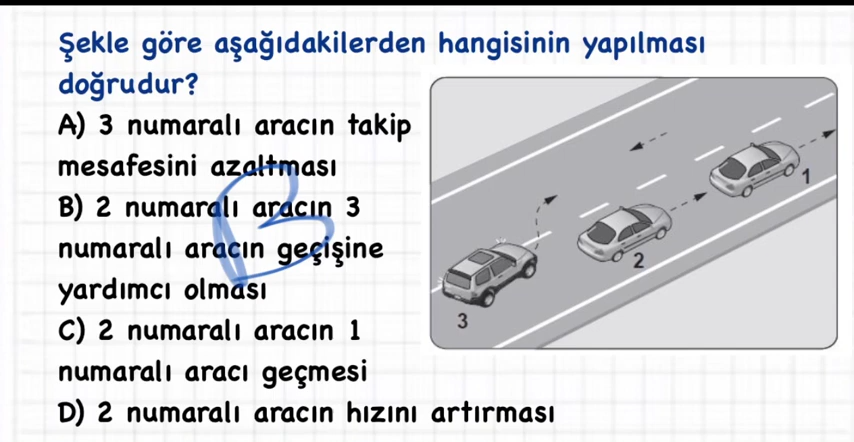 Şekle göre aşağıdakilerden hangisinin yapılması
doğrudur?
A) 3 numaralı aracın takip
mesafesini azaltması
B) 2 numaralı aracın 3
numaralı aracın geçişine
yardımcı olması
C) 2 numaralı aracın 1
numaralı aracı geçmesi
D) 2 numaralı aracın hızını artırması
1
2
3
B